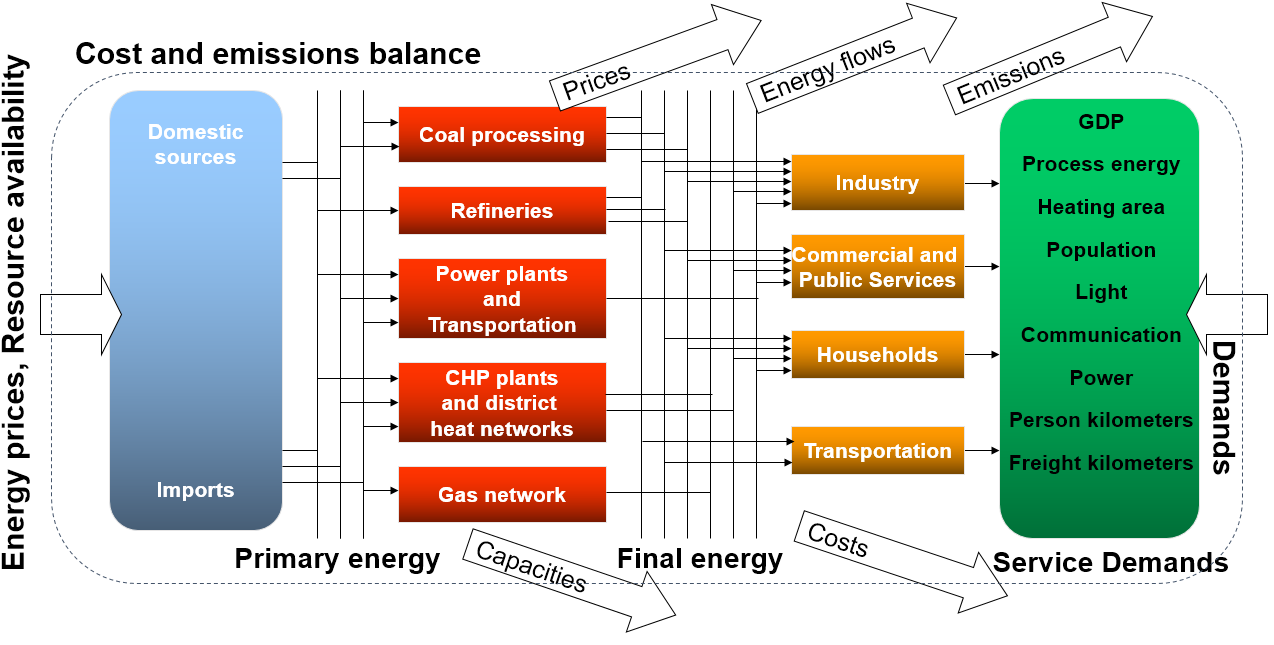 Cost and emissions balance
Prices
Energy flows
Emissions
Energy prices, Resource availability
Domestic
sources
Imports
Primary energy
Coal processing
Refineries
Power plants
and
Transportation
CHP plants
and district
heat networks
Gas network
Capacities
Final energy
Industry
Commercial and
Public Services
Households
Transportation
Costs
GDP
Process energy
Heating area
Population
Light
Communication
Power
Person kilometers
Freight kilometers
Service Demands
Demands